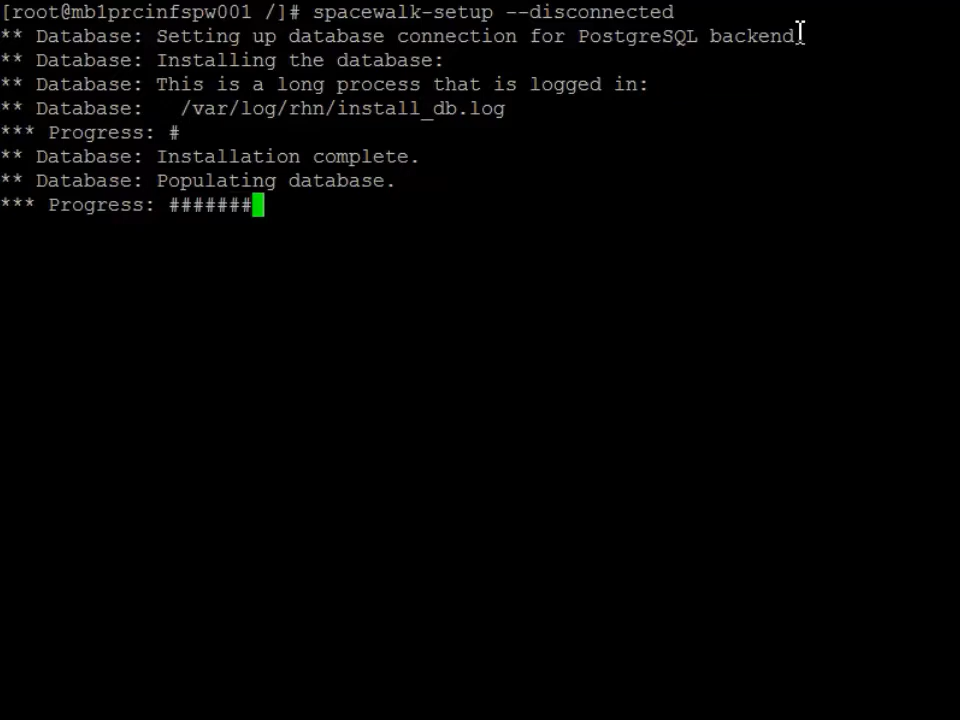 [root@mb1prcinfspw001 /]# spacewalk-setup --disconnected
** Database: Setting up database connection for PostgreSQL backend.
** Database: Installing the database:
** Database: This is a long process that is logged in:
** Database:   /var/log/rhn/install_db.log
*** Progress: #
** Database: Installation complete.
** Database: Populating database.
*** Progress: #######